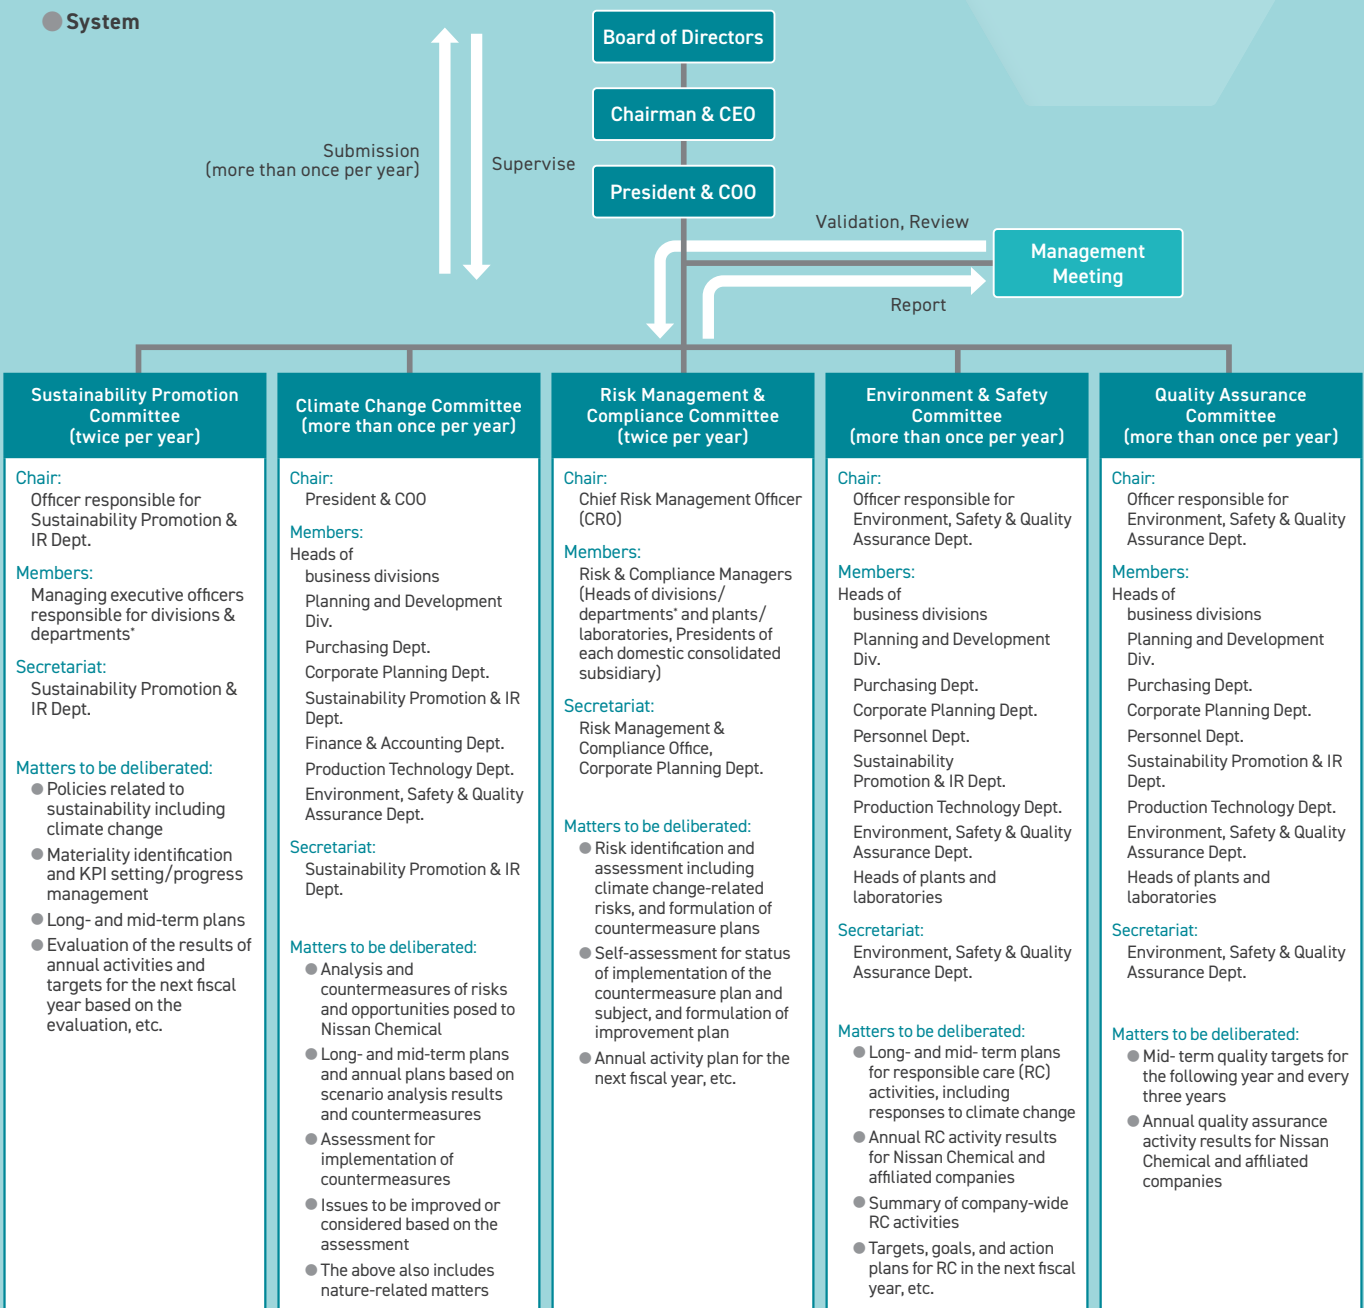 System
Board of Directors
Chairman & CEO
President & COO
Submission
(more than once per year)
Supervise
Validation, Review
Management
Meeting
Report
Sustainability Promotion
Committee
(twice per year)
Chair:
Officer responsible for
Sustainability Promotion &
IR Dept.
Members:
Managing executive officers
responsible for divisions &
departments*
Secretariat:
Sustainability Promotion &
IR Dept.
Matters to be deliberated:
● Policies related to
sustainability including
climate change
● Materiality identification
and KPI setting/progress
management
● Long- and mid-term plans
● Evaluation of the results of
annual activities and
targets for the next fiscal
year based on the
evaluation, etc.
Climate Change Committee
(more than once per year)
Chair:
President & COO
Members:
Heads of
business divisions
Planning and Development
Div.
Purchasing Dept.
Corporate Planning Dept.
Sustainability Promotion & IR
Dept.
Finance & Accounting Dept.
Production Technology Dept.
Environment, Safety & Quality
Assurance Dept.
Secretariat:
Sustainability Promotion & IR
Dept.
Matters to be deliberated:
● Analysis and
countermeasures of risks
and opportunities posed to
Nissan Chemical
● Long- and mid-term plans
and annual plans based on
scenario analysis results
and countermeasures
● Assessment for
implementation of
countermeasures
● Issues to be improved or
considered based on the
assessment
● The above also includes
nature-related matters
Risk Management &
Compliance Committee
(twice per year)
Chair:
Chief Risk Management Officer
(CRO)
Members:
Risk & Compliance Managers
(Heads of divisions/
departments* and plants/
laboratories, Presidents of
each domestic consolidated
subsidiary)
Secretariat:
Risk Management &
Compliance Office,
Corporate Planning Dept.
Matters to be deliberated:
● Risk identification and
assessment including
climate change-related
risks, and formulation of
countermeasure plans
● Self-assessment for status
of implementation of the
countermeasure plan and
subject, and formulation of
improvement plan
● Annual activity plan for the
next fiscal year, etc.
Environment & Safety
Committee
(more than once per year)
Chair:
Officer responsible for
Environment, Safety & Quality
Assurance Dept.
Members:
Heads of
business divisions
Planning and Development
Div.
Purchasing Dept.
Corporate Planning Dept.
Personnel Dept.
Sustainability
Promotion & IR Dept.
Production Technology Dept.
Environment, Safety & Quality
Assurance Dept.
Heads of plants and
laboratories
Secretariat:
Environment, Safety & Quality
Assurance Dept.
Matters to be deliberated:
● Long- and mid- term plans
for responsible care (RC)
activities, including
responses to climate change
● Annual RC activity results
for Nissan Chemical and
affiliated companies
● Summary of company-wide
RC activities
● Targets, goals, and action
plans for RC in the next fiscal
year, etc.
Quality Assurance
Committee
(more than once per year)
Chair:
Officer responsible for
Environment, Safety & Quality
Assurance Dept.
Members:
Heads of
business divisions
Planning and Development
Div.
Purchasing Dept.
Corporate Planning Dept.
Personnel Dept.
Sustainability Promotion & IR
Dept.
Production Technology Dept.
Environment, Safety & Quality
Assurance Dept.
Heads of plants and
laboratories
Secretariat:
Environment, Safety & Quality
Assurance Dept.
Matters to be deliberated:
● Mid- term quality targets for
the following year and every
three years
● Annual quality assurance
activity results for Nissan
Chemical and affiliated
companies